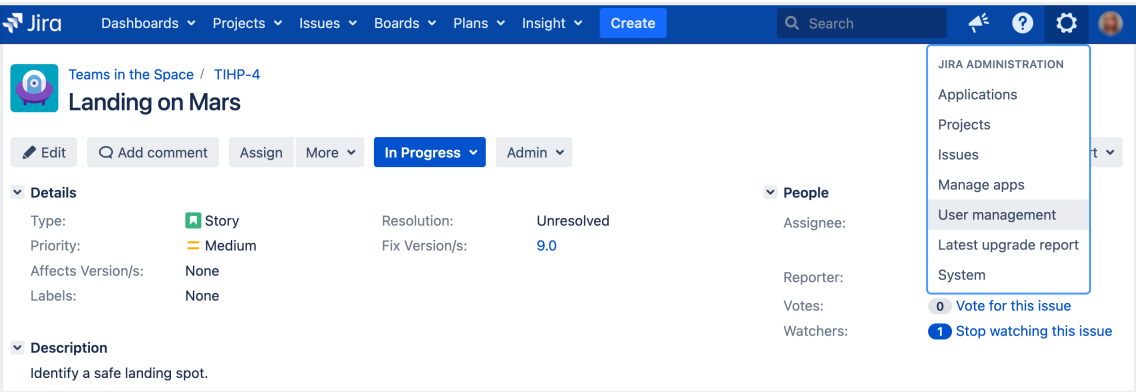 Jira Dashboards Projects Issues Boards Plans Insight Create Search
JIRA ADMINISTRATION
Applications
Projects
Issues
Manage apps
User management
Latest upgrade report
System
Teams in the Space / TIHP-4
Landing on Mars
Edit Add comment Assign More In Progress Admin
Details
Type: Story
Priority: Medium
Affects Version/s: None
Labels: None
Resolution: Unresolved
Fix Version/s: 9.0
People
Assignee:
Reporter:
Votes: 0 Vote for this issue
Watchers: 1 Stop watching this issue
Description
Identify a safe landing spot.